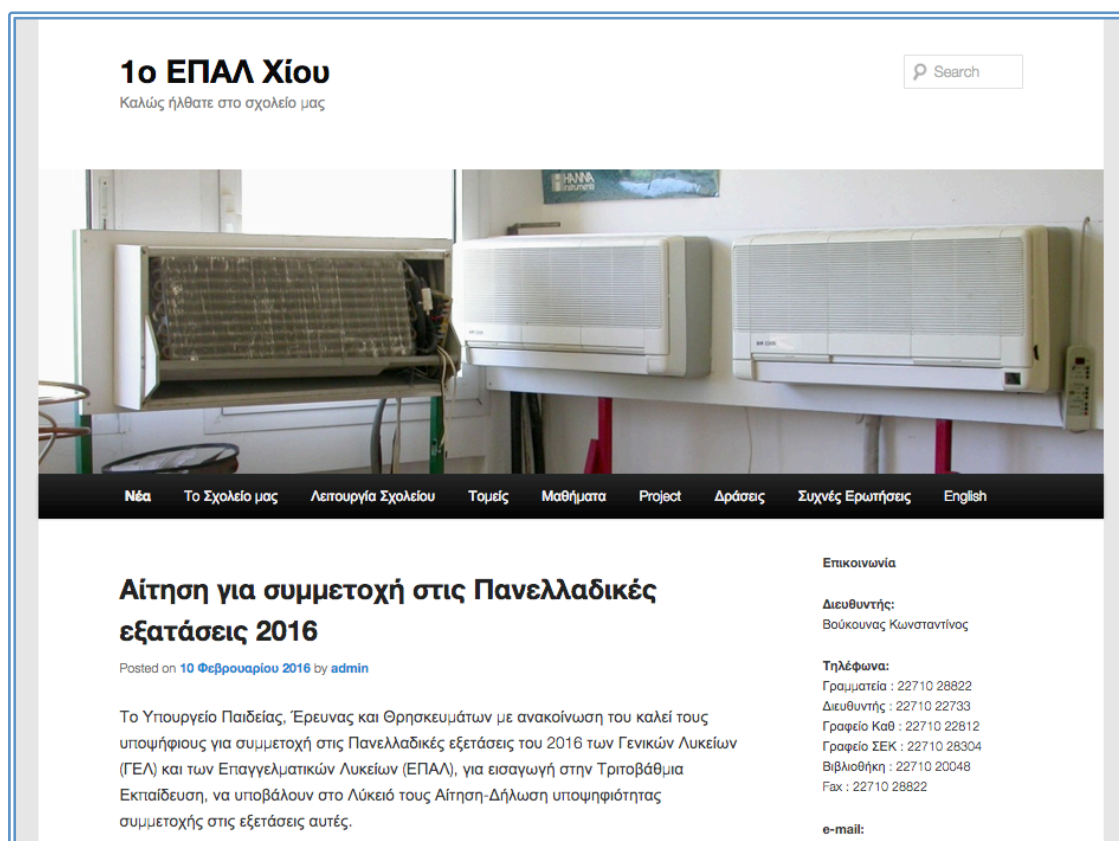 1ο ΕΠΑΛ Χίου
Καλώς ήλθατε στο σχολείο μας
Search
HANNA
instruments
AIR CON
Νέα Το Σχολείο μας Λειτουργία Σχολείου Τομείς Μαθήματα Project Δράσεις Συχνές Ερωτήσεις English
Αίτηση για συμμετοχή στις Πανελλαδικές
εξατάσεις 2016
Posted on 10 Φεβρουαρίου 2016 by admin
Το Υπουργείο Παιδείας, Έρευνας και Θρησκευμάτων με ανακοίνωση του καλεί τους
υποψήφιους για συμμετοχή στις Πανελλαδικές εξετάσεις του 2016 των Γενικών Λυκείων
(ΓΕΛ) και των Επαγγελματικών Λυκείων (ΕΠΑΛ), για εισαγωγή στην Τριτοβάθμια
Εκπαίδευση, να υποβάλουν στο Λύκειό τους Αίτηση-Δήλωση υποψηφιότητας
συμμετοχής στις εξετάσεις αυτές.
Επικοινωνία
Διευθυντής:
Βούκουνας Κωνσταντίνος
Τηλέφωνα:
Γραμματεία : 22710 28822
Διευθυντής : 22710 22733
Γραφείο Καθ : 22710 22812
Γραφείο ΣΕΚ : 22710 28304
Βιβλιοθήκη : 22710 20048
Fax : 22710 28822
e-mail: